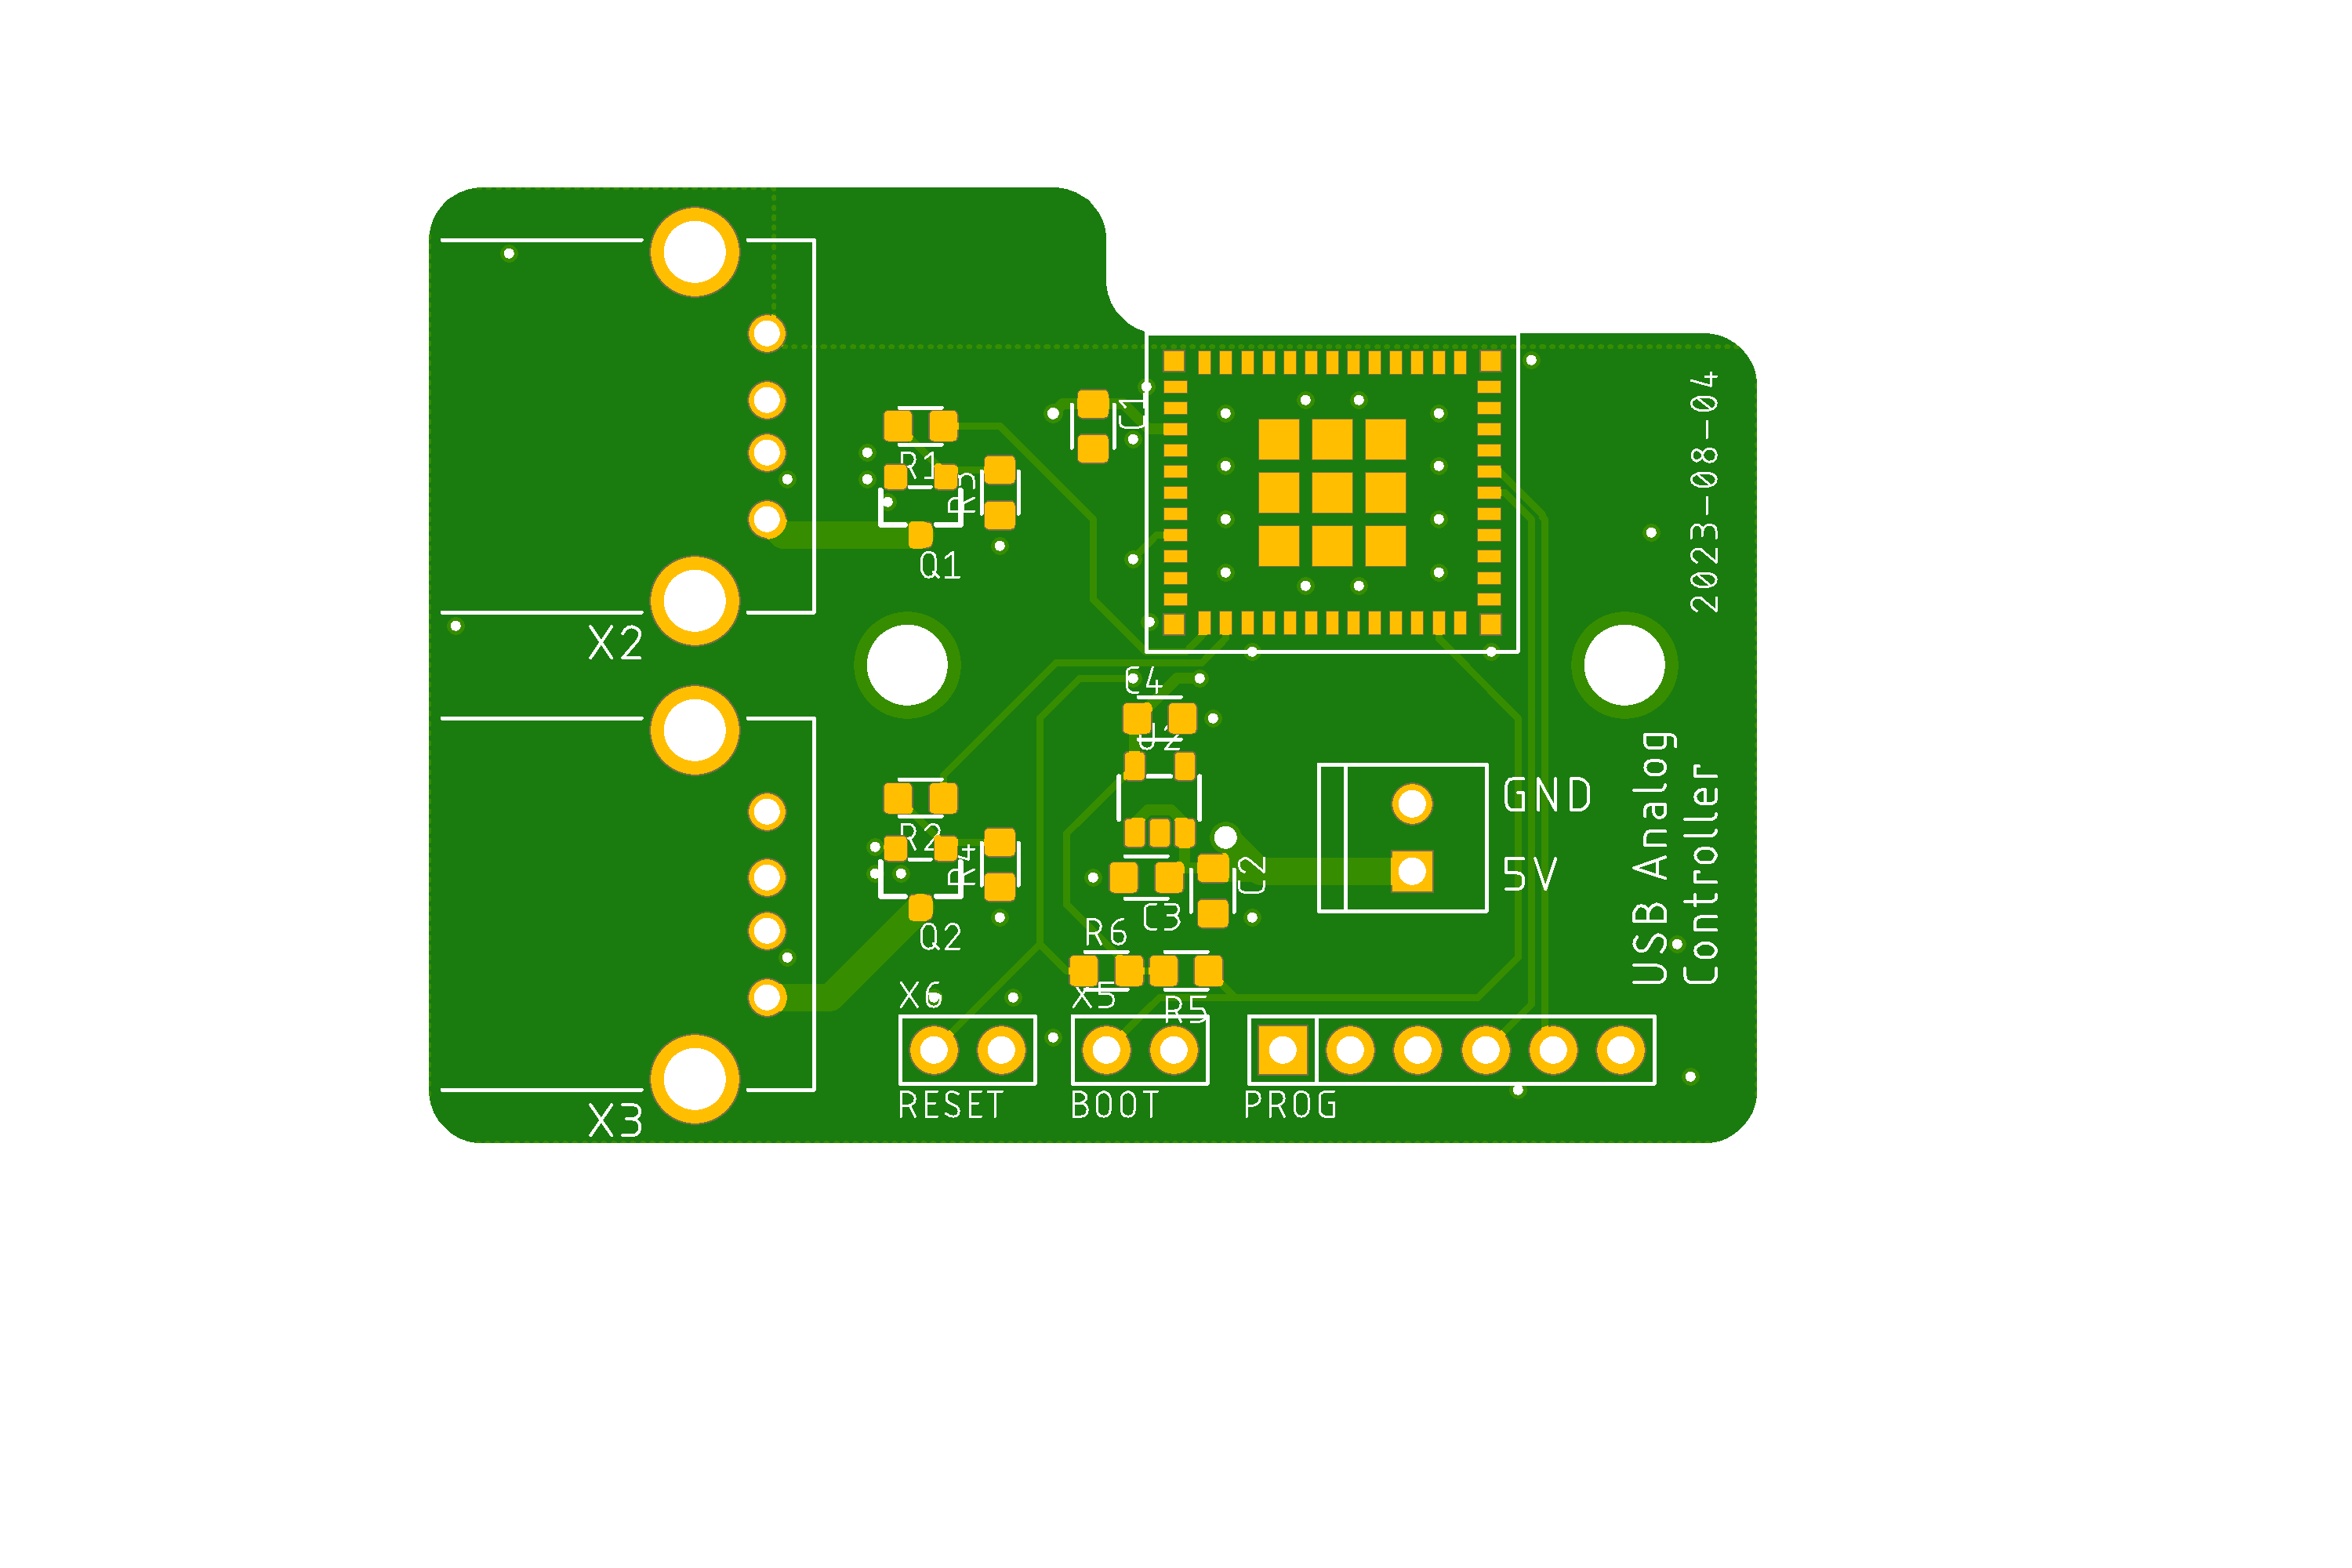 C1
R1
R3
Q1
2023-08-04
X2
C4
U2
GND
5V
R2
R4
C2
C3
Q2
R6
USB Analog
Controller
X6
X5
R5
RESET
BOOT
PROG
X3